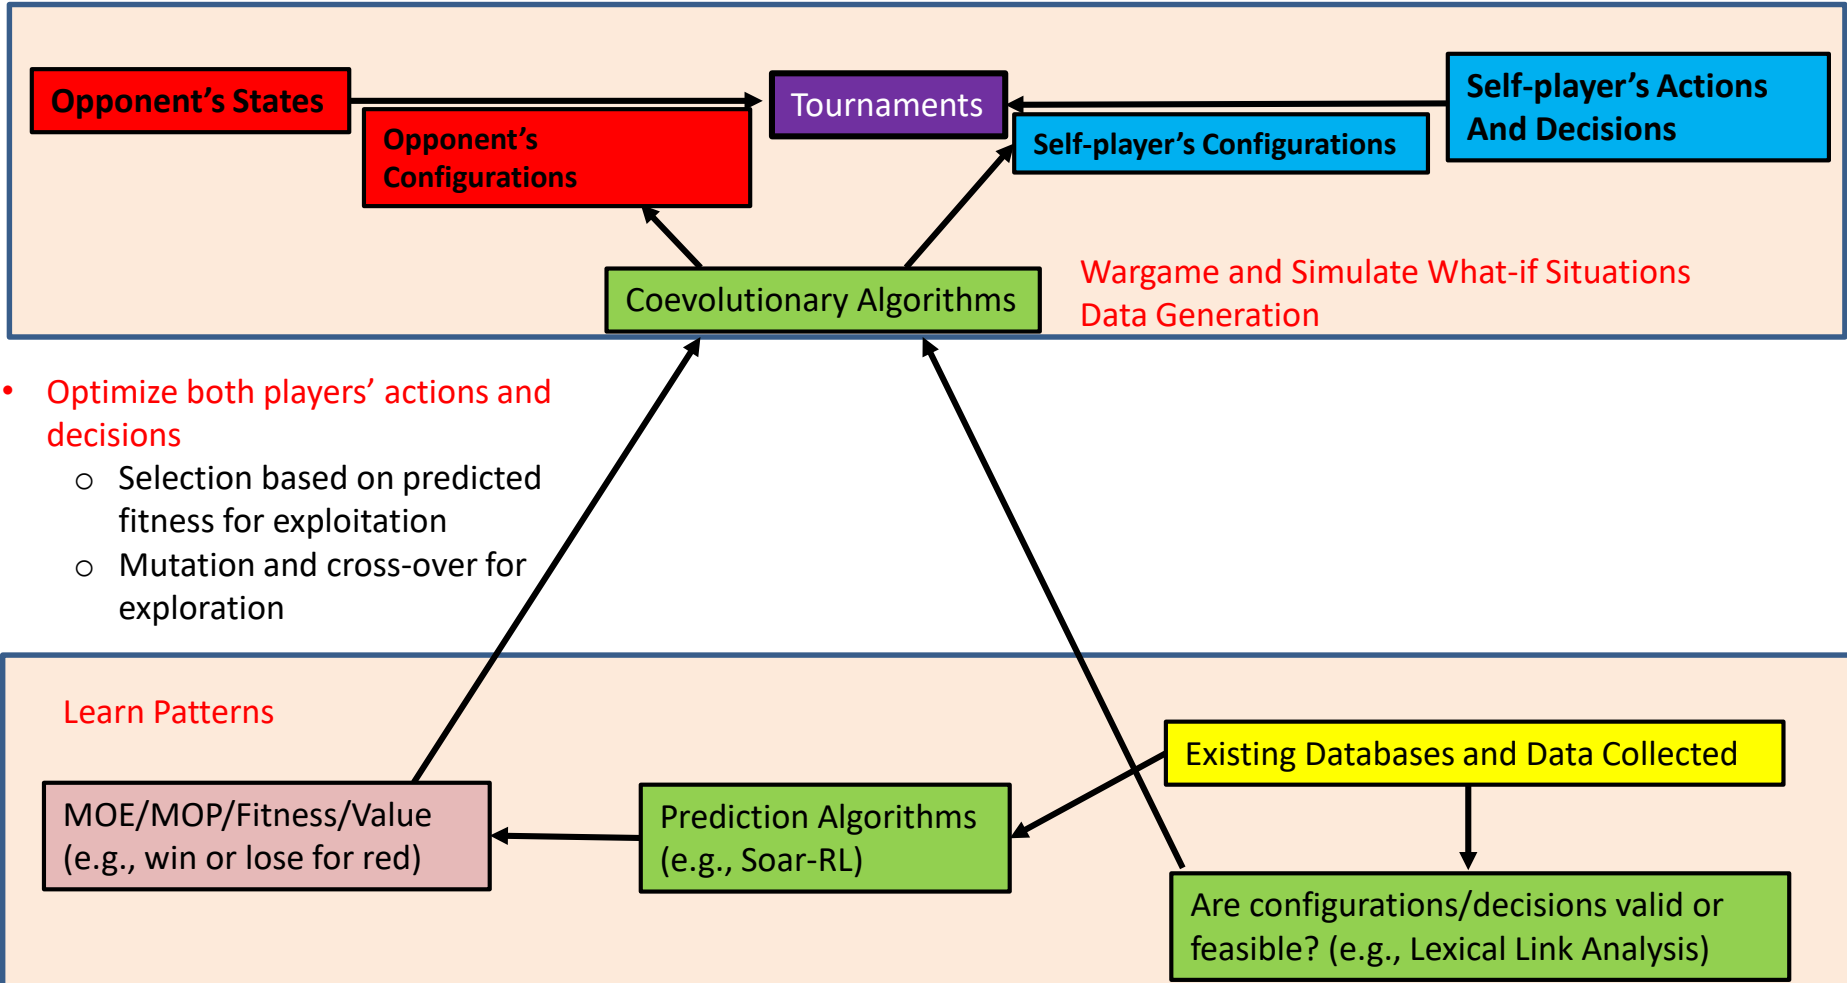 Opponent's States
Opponent's
Configurations
Tournaments
Self-player's Configurations
Self-player's Actions
And Decisions
Coevolutionary Algorithms
Wargame and Simulate What-if Situations
Data Generation
• Optimize both players' actions and
decisions
o Selection based on predicted
fitness for exploitation
o Mutation and cross-over for
exploration
Learn Patterns
MOE/MOP/Fitness/Value
(e.g., win or lose for red)
Prediction Algorithms
(e.g., Soar-RL)
Existing Databases and Data Collected
Are configurations/decisions valid or
feasible? (e.g., Lexical Link Analysis)